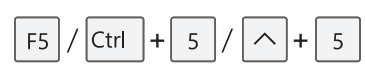 F5 / Ctrl + 5 / ^ + 5